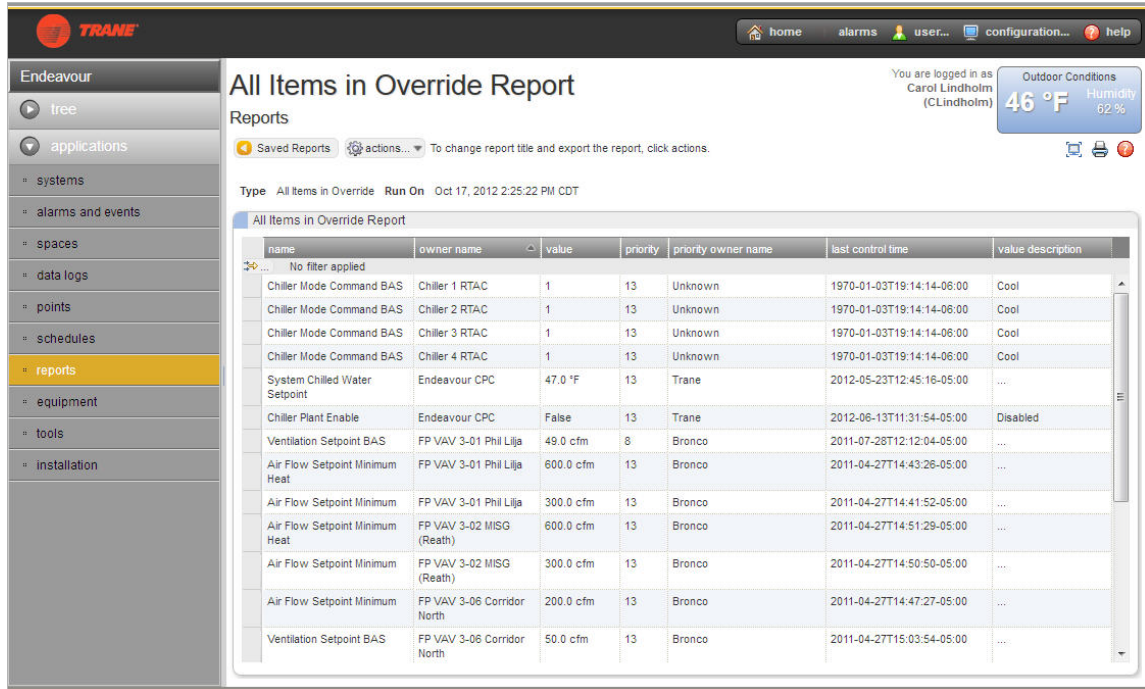 TRANE
home alarms user... configuration... help
Endeavour
tree
applications
systems
alarms and events
spaces
data logs
points
schedules
reports
equipment
tools
installation
All Items in Override Report
Reports
You are logged in as
Carol Lindholm
(CLindholm)
Outdoor Conditions
46 °F
Humidity
62 %
Saved Reports actions... To change report title and export the report, click actions.
Type All Items in Override Run On Oct 17, 2012 2:25:22 PM CDT
All Items in Override Report
name owner name value priority priority owner name last control time value description
... No filter applied
Chiller Mode Command BAS Chiller 1 RTAC 1 13 Unknown 1970-01-03T19:14:14-06:00 Cool
Chiller Mode Command BAS Chiller 2 RTAC 1 13 Unknown 1970-01-03T19:14:14-06:00 Cool
Chiller Mode Command BAS Chiller 3 RTAC 1 13 Unknown 1970-01-03T19:14:14-06:00 Cool
Chiller Mode Command BAS Chiller 4 RTAC 1 13 Unknown 1970-01-03T19:14:14-06:00 Cool
System Chilled Water Endeavour CPC 47.0 °F 13 Trane 2012-05-23T12:45:16-05:00 ...
Setpoint
Chiller Plant Enable Endeavour CPC False 13 Trane 2012-06-13T11:31:54-05:00 Disabled
Ventilation Setpoint BAS FP VAV 3-01 Phil Lilja 49.0 cfm 8 Bronco 2011-07-28T12:12:04-05:00 ...
Air Flow Setpoint Minimum FP VAV 3-01 Phil Lilja 600.0 cfm 13 Bronco 2011-04-27T14:43:26-05:00 ...
Heat
Air Flow Setpoint Minimum FP VAV 3-01 Phil Lilja 300.0 cfm 13 Bronco 2011-04-27T14:41:52-05:00 ...
Air Flow Setpoint Minimum FP VAV 3-02 MISG 600.0 cfm 13 Bronco 2011-04-27T14:51:29-05:00 ...
Heat (Reath)
Air Flow Setpoint Minimum FP VAV 3-02 MISG 300.0 cfm 13 Bronco 2011-04-27T14:50:50-05:00 ...
(Reath)
Air Flow Setpoint Minimum FP VAV 3-06 Corridor 200.0 cfm 13 Bronco 2011-04-27T14:47:27-05:00 ...
North
Ventilation Setpoint BAS FP VAV 3-06 Corridor 50.0 cfm 13 Bronco 2011-04-27T15:03:54-05:00 ...
North